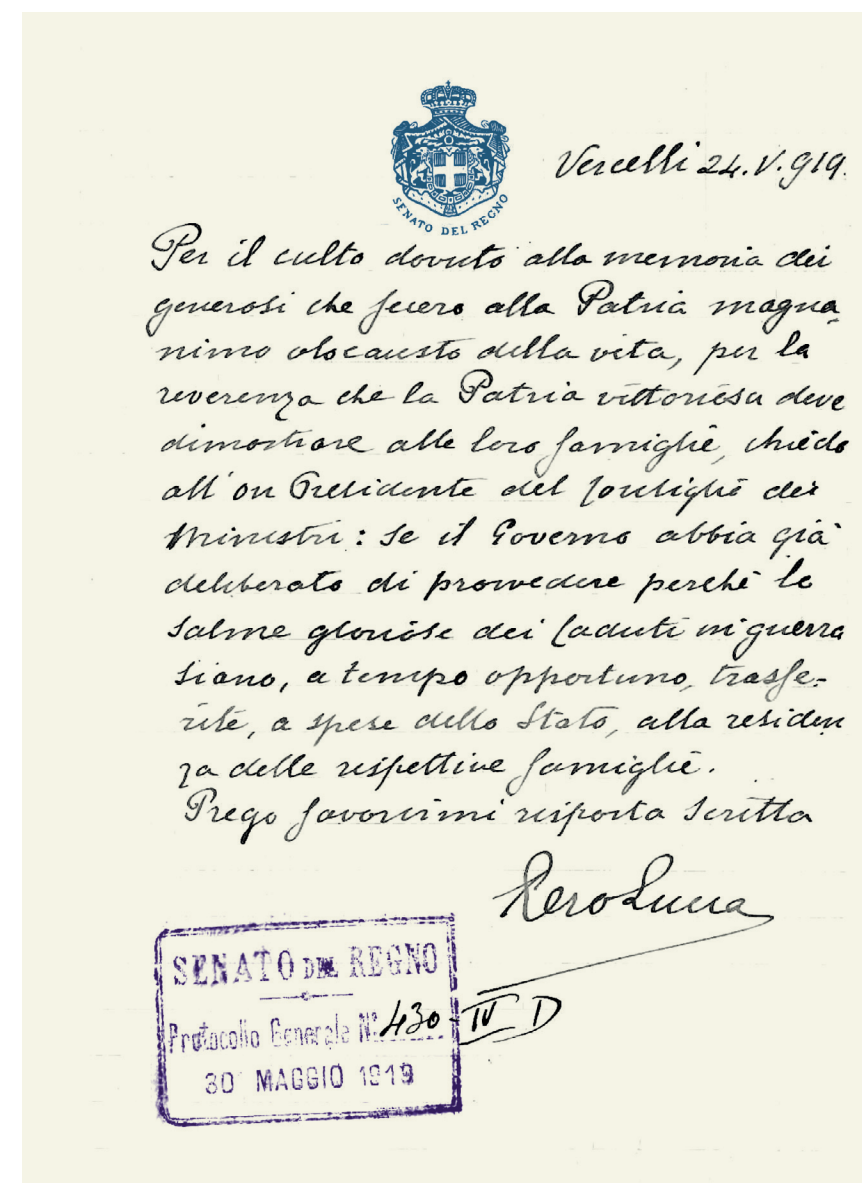 SENATO DEL REGNO
Vercelli 24.V.919.
Per il culto dovuto alla memoria dei
generosi che fecero alla Patria magna
nimo olocausto della vita, per la
reverenza che la Patria vittoriosa deve
dimostrare alle loro famiglie, chiedo
all'on Presidente del Consiglio dei
Ministri: se il Governo abbia già
deliberato di provvedere perchè le
salme gloriose dei Caduti in guerra
siano, a tempo opportuno, trasfe-
rite, a spese dello Stato, alla residen
za delle rispettive famiglie.
Prego favorirmi risposta scritta
Lucca
SENATO DEL REGNO
Protocollo Generale N° 430 - IV D
30 MAGGIO 1919